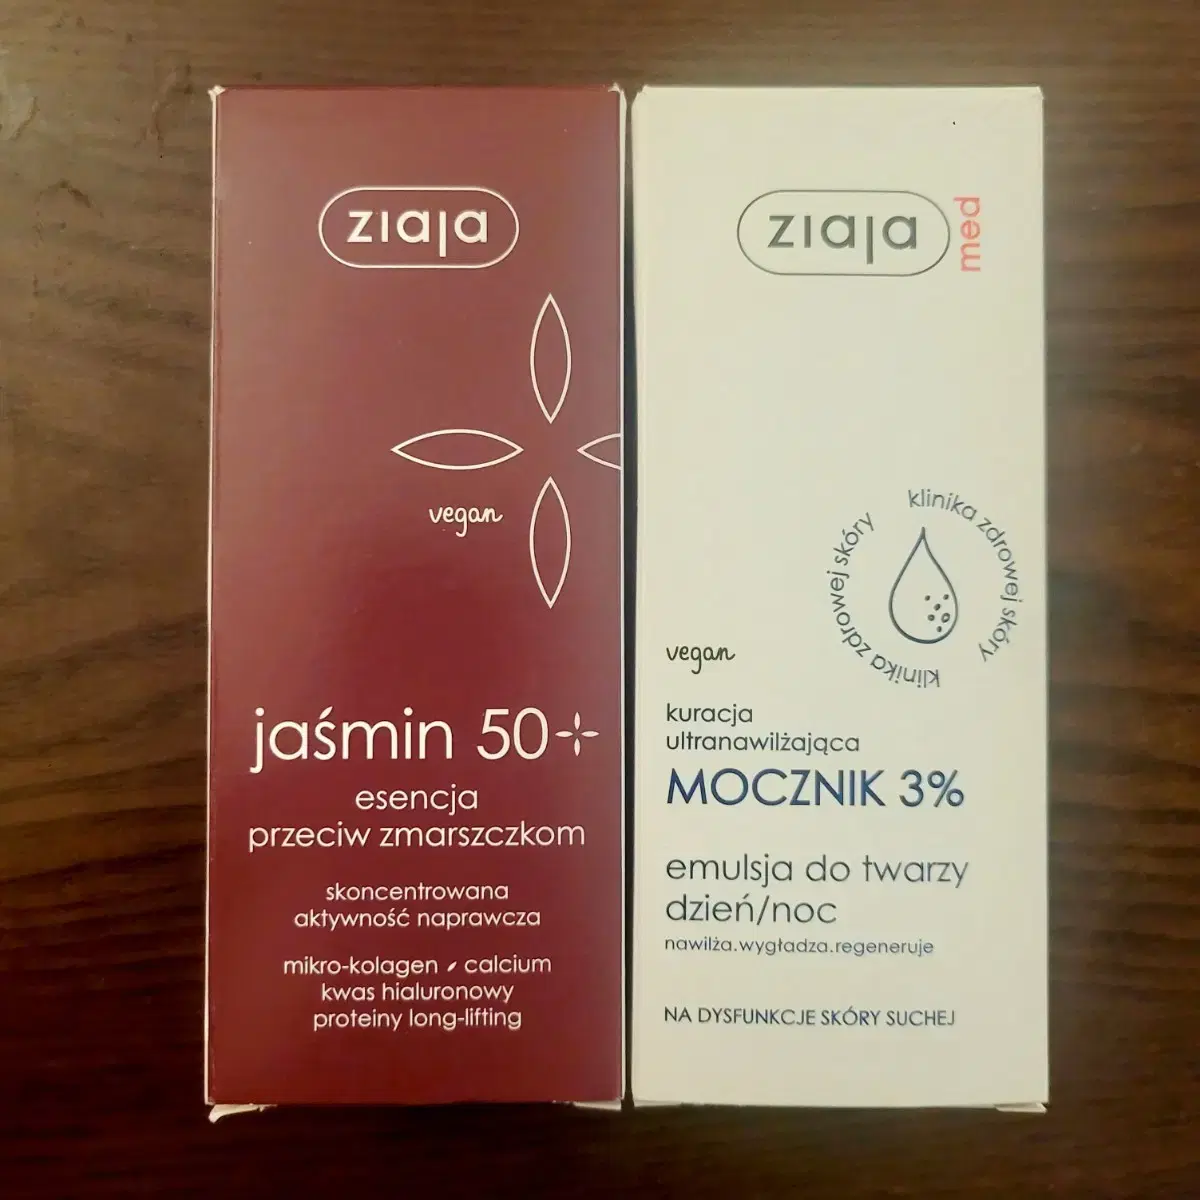 ziaja
vegan
jaśmin 50+
esencja
przeciw zmarszczkom
skoncentrowana
aktywność naprawcza
mikro-kolagen calcium
kwas hialuronowy
proteiny long-lifting
ziaja
med
klinika zdrowej skóry
klinika zdrowej skóry
vegan
kuracja
ultranawilżająca
MOCZNIK 3%
emulsja do twarzy
dzień/noc
nawilża.wygładza.regeneruje
NA DYSFUNKCJE SKÓRY SUCHEJ